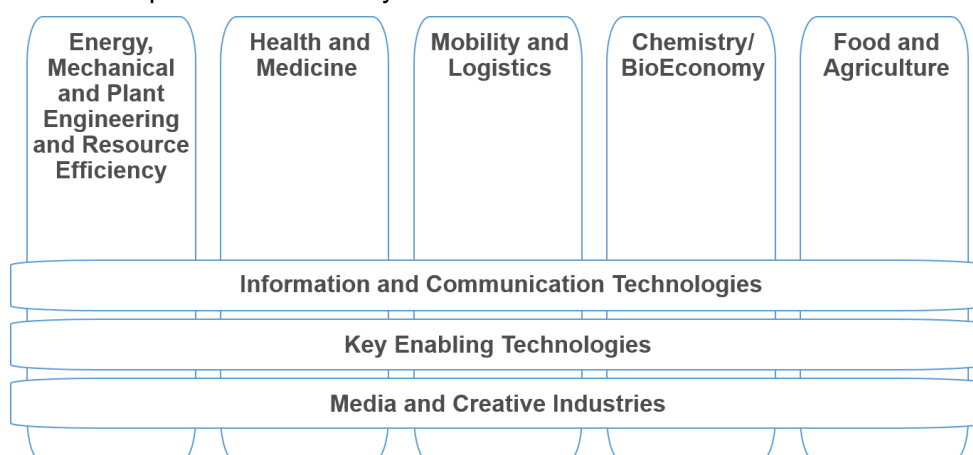 Energy,
Mechanical
and Plant
Engineering
and Resource
Efficiency
Health and
Medicine
Mobility and
Logistics
Chemistry/
BioEconomy
Food and
Agriculture
Information and Communication Technologies
Key Enabling Technologies
Media and Creative Industries